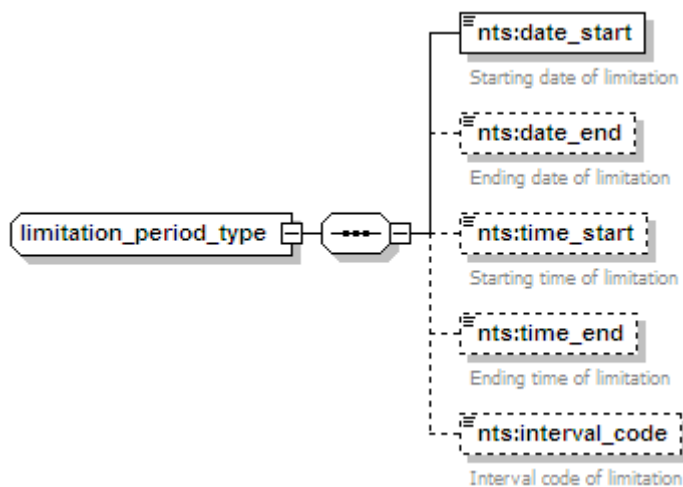 nts:date_start
Starting date of limitation
nts:date_end
Ending date of limitation
limitation_period_type
nts:time_start
Starting time of limitation
nts:time_end
Ending time of limitation
nts:interval_code
Interval code of limitation